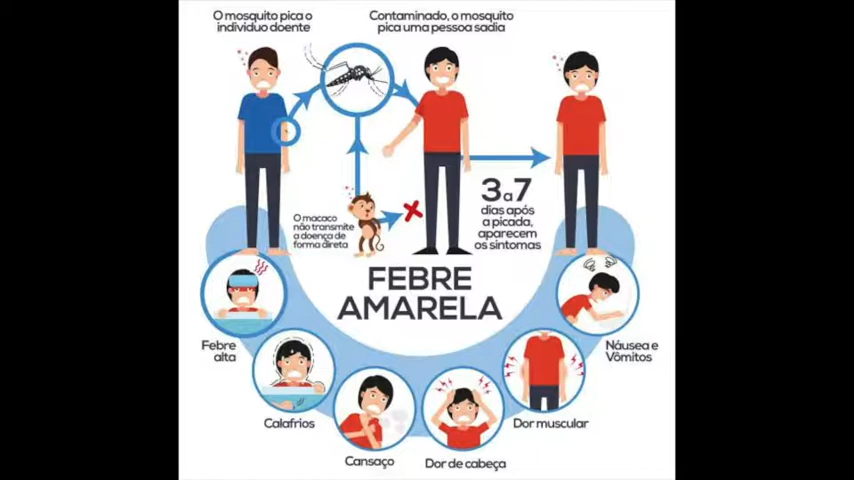 O mosquito pica o
indivíduo doente
Contaminado, o mosquito
pica uma pessoa sadia
O macaco
não transmite
a doença de
forma direta
3 a 7
dias após
a picada,
aparecem
os sintomas
FEBRE
AMARELA
Febre
alta
Calafrios
Cansaço
Dor de cabeça
Dor muscular
Náusea e
Vômitos